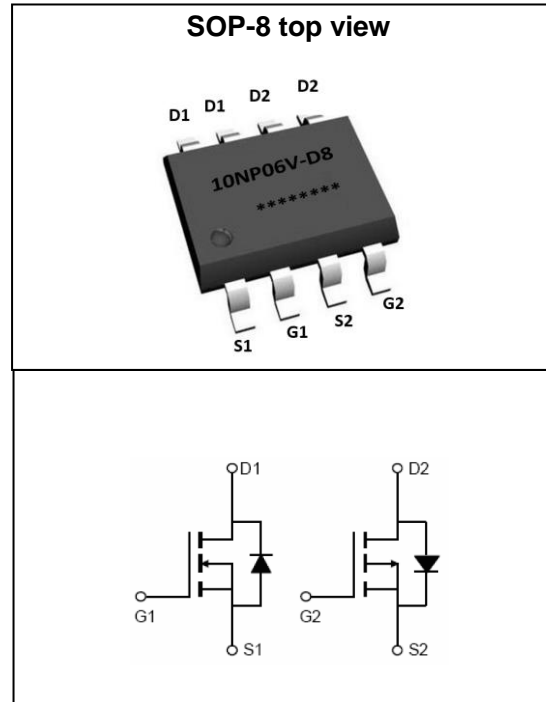 SOP-8 top view
D1 D1 D2 D2
10NP06V-D8
********
S1 G1 S2 G2
D1 D2
G1 G2
S1 S2